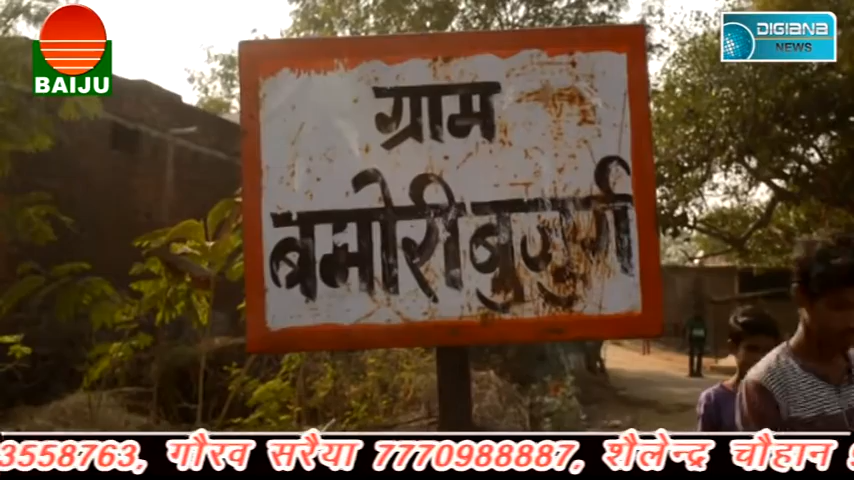 BAIJU
DIGIANA
NEWS
ग्राम
बमोरी बुजुर्ग
3558763, गौरव सरैया 7770988887, शैलेन्द्र चौहान